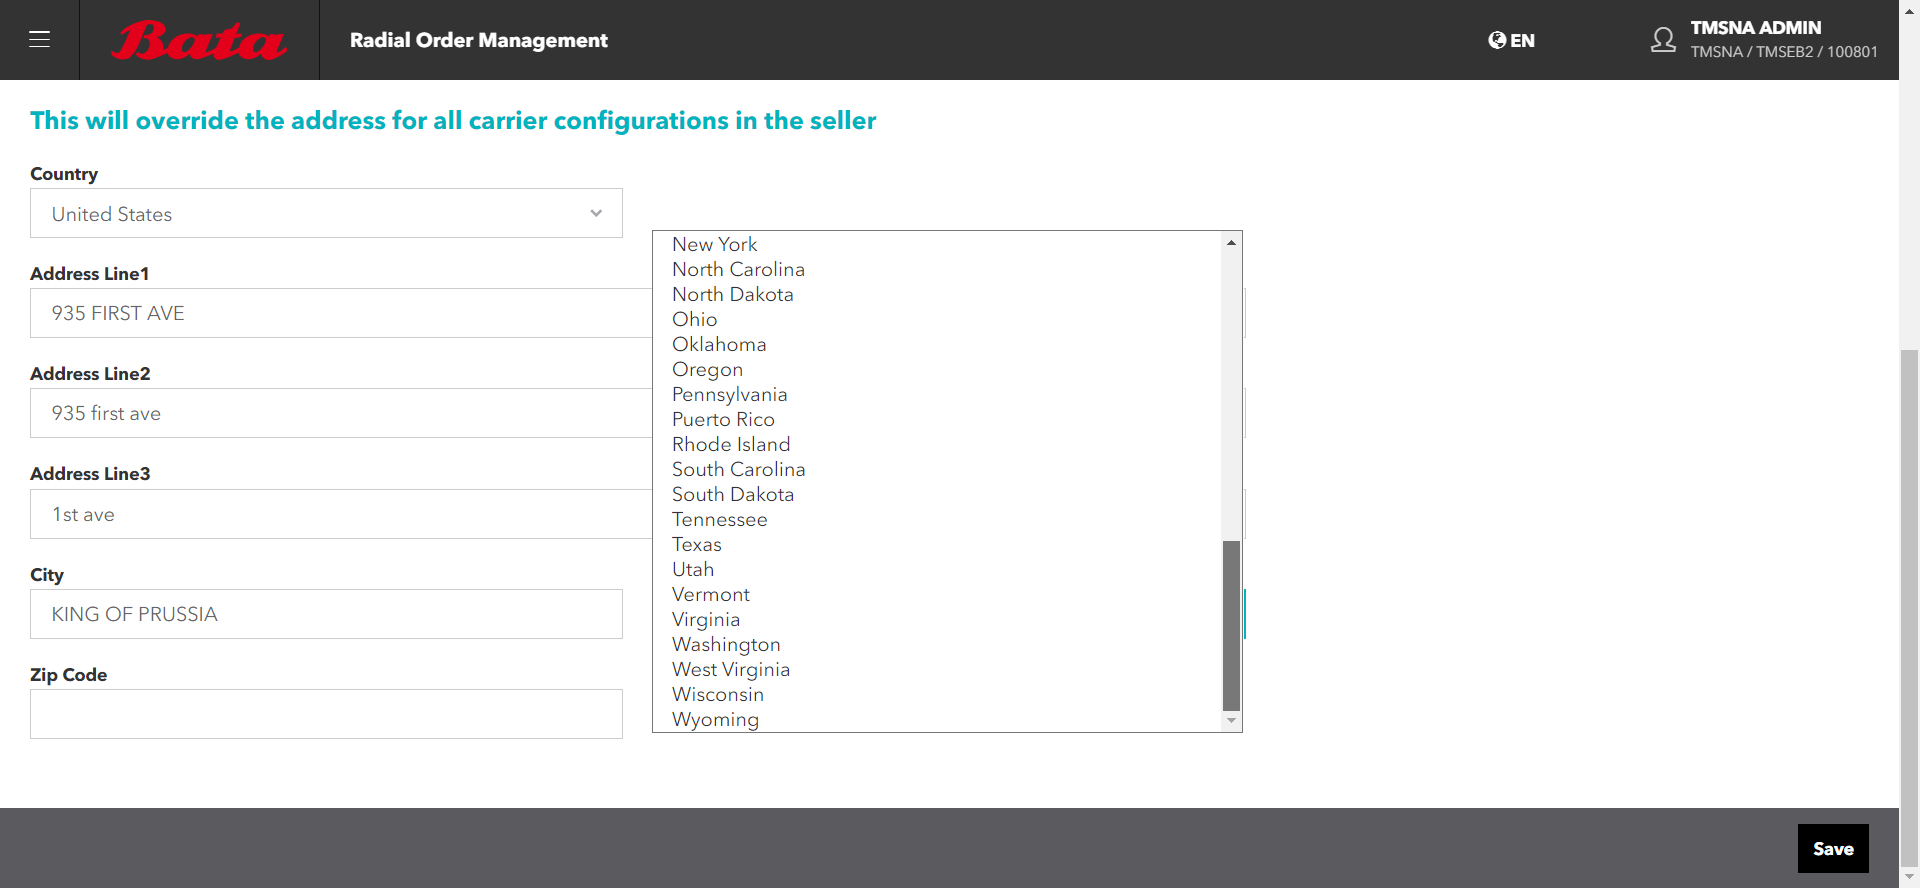 Bata
Radial Order Management
EN
TMSNA ADMIN
TMSNA / TMSEB2 / 100801
This will override the address for all carrier configurations in the seller
Country
United States
Address Line1
935 FIRST AVE
Address Line2
935 first ave
Address Line3
1st ave
City
KING OF PRUSSIA
Zip Code
New York
North Carolina
North Dakota
Ohio
Oklahoma
Oregon
Pennsylvania
Puerto Rico
Rhode Island
South Carolina
South Dakota
Tennessee
Texas
Utah
Vermont
Virginia
Washington
West Virginia
Wisconsin
Wyoming
Save